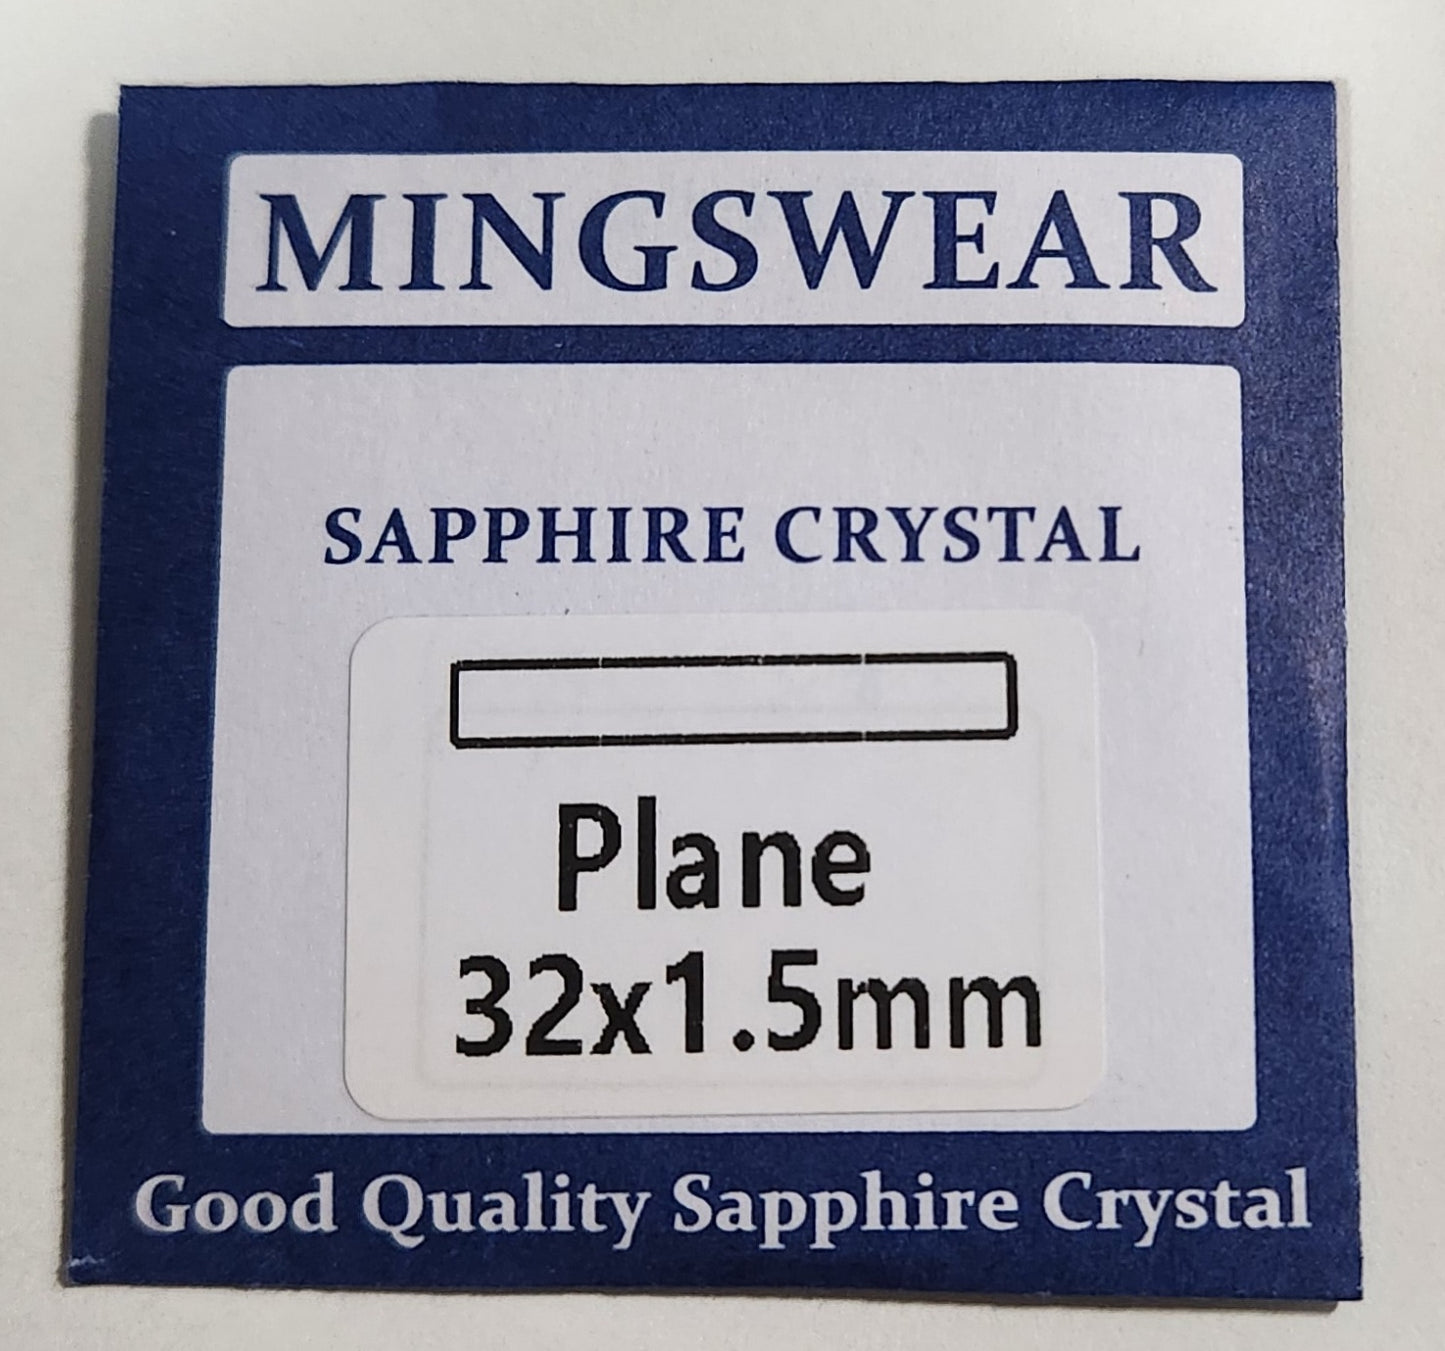 MINGSWEAR
SAPPHIRE CRYSTAL
Plane
32x1.5mm
Good Quality Sapphire Crystal